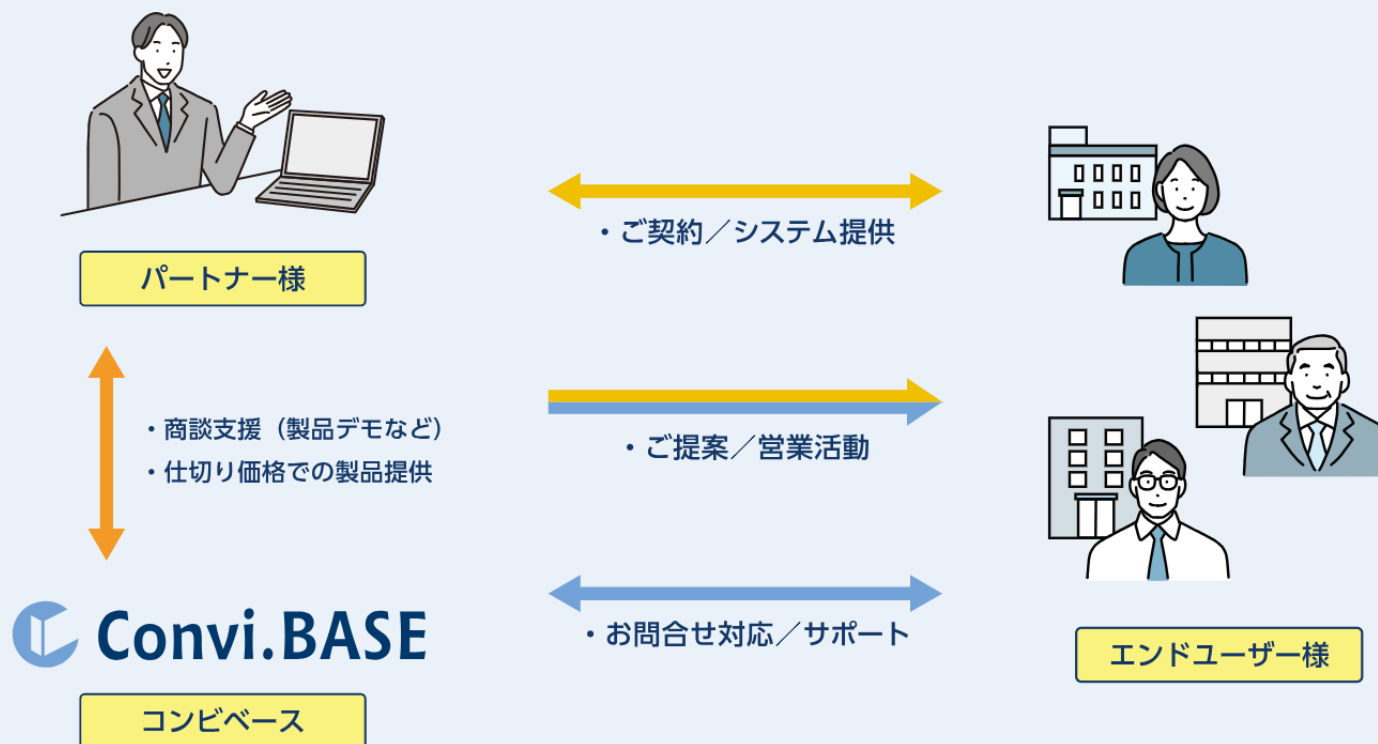 パートナー様
・商談支援（製品デモなど）
・仕切り価格での製品提供
Convi.BASE
コンビベース
・ご契約／システム提供
・ご提案／営業活動
・お問合せ対応／サポート
エンドユーザー様